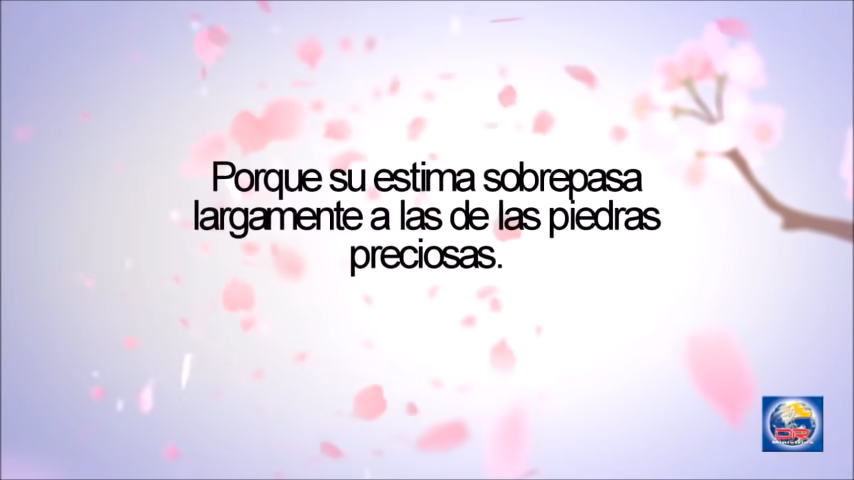 Porque su estima sobrepasa
largamente a las de las piedras
preciosas.